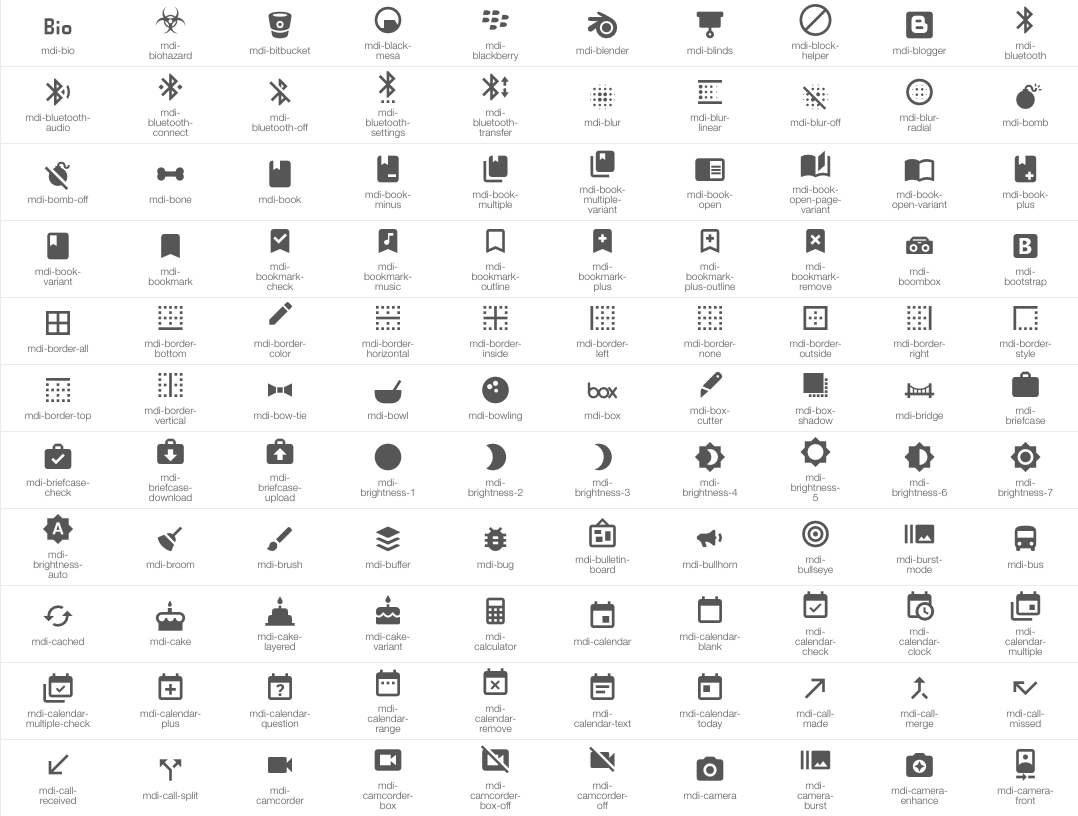 Bio
mdi-bio
mdi-
biohazard
mdi-bitbucket
mdi-black-
mesa
mdi-
blackberry
mdi-blender
mdi-blinds
mdi-block-
helper
B
mdi-blogger
mdi-
bluetooth
mdi-bluetooth-
audio
mdi-
bluetooth-
connect
mdi-
bluetooth-off
mdi-
bluetooth-
settings
mdi-
bluetooth-
transfer
mdi-blur
mdi-blur-
linear
mdi-blur-off
mdi-blur-
radial
mdi-bomb
mdi-bomb-off
mdi-bone
mdi-book
mdi-book-
minus
mdi-book-
multiple
mdi-book-
multiple-
variant
mdi-book-
open
mdi-book-
open-page-
variant
mdi-book-
open-variant
mdi-book-
plus
mdi-book-
variant
mdi-
bookmark
mdi-
bookmark-
check
mdi-
bookmark-
music
mdi-
bookmark-
outline
mdi-
bookmark-
plus
mdi-
bookmark-
plus-outline
mdi-
bookmark-
remove
mdi-
boombox
B
mdi-
bootstrap
mdi-border-all
mdi-border-
bottom
mdi-border-
color
mdi-border-
horizontal
mdi-border-
inside
mdi-border-
left
mdi-border-
none
mdi-border-
outside
mdi-border-
right
mdi-border-
style
mdi-border-top
mdi-border-
vertical
mdi-bow-tie
mdi-bowl
mdi-bowling
box
mdi-box
mdi-box-
cutter
mdi-box-
shadow
mdi-bridge
mdi-
briefcase
mdi-briefcase-
check
mdi-
briefcase-
download
mdi-
briefcase-
upload
mdi-
brightness-1
mdi-
brightness-2
mdi-
brightness-3
mdi-
brightness-4
mdi-
brightness-
5
mdi-
brightness-6
mdi-
brightness-7
A
mdi-
brightness-
auto
mdi-broom
mdi-brush
mdi-buffer
mdi-bug
mdi-bulletin-
board
mdi-bullhorn
mdi-
bullseye
mdi-burst-
mode
mdi-bus
mdi-cached
mdi-cake
mdi-cake-
layered
mdi-cake-
variant
mdi-
calculator
mdi-calendar
mdi-calendar-
blank
mdi-
calendar-
check
mdi-
calendar-
clock
mdi-
calendar-
multiple
mdi-calendar-
multiple-check
mdi-calendar-
plus
?
mdi-calendar-
question
mdi-
calendar-
range
mdi-
calendar-
remove
mdi-
calendar-text
mdi-calendar-
today
mdi-call-
made
mdi-call-
merge
mdi-call-
missed
mdi-call-
received
mdi-call-split
mdi-
camcorder
mdi-
camcorder-
box
mdi-
camcorder-
box-off
mdi-
camcorder-
off
mdi-camera
mdi-
camera-
burst
mdi-camera-
enhance
mdi-camera-
front